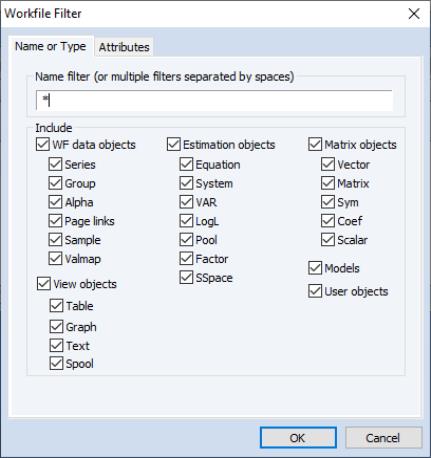 Workfile Filter
Name or Type
Attributes
Name filter (or multiple filters separated by spaces)
*
Include
WF data objects
Series
Group
Alpha
Page links
Sample
Valmap
View objects
Table
Graph
Text
Spool
Estimation objects
Equation
System
VAR
LogL
Pool
Factor
SSpace
Matrix objects
Vector
Matrix
Sym
Coef
Scalar
Models
User objects
OK
Cancel